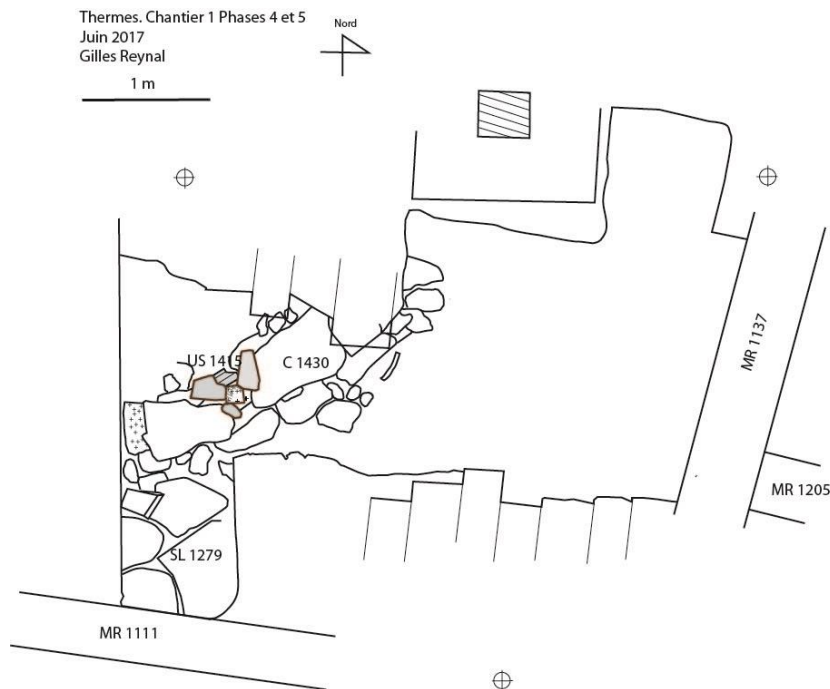 Thermes. Chantier 1 Phases 4 et 5
Juin 2017
Gilles Reynal
1 m
Nord
US 1415
C 1430
MR 1137
MR 1205
SL 1279
MR 1111